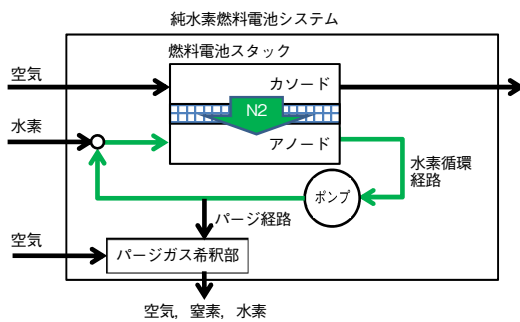 純水素燃料電池システム
燃料電池スタック
空気
カソード
N2
水素
アノード
水素循環
経路
ポンプ
パージ経路
空気
パージガス希釈部
空気，窒素，水素